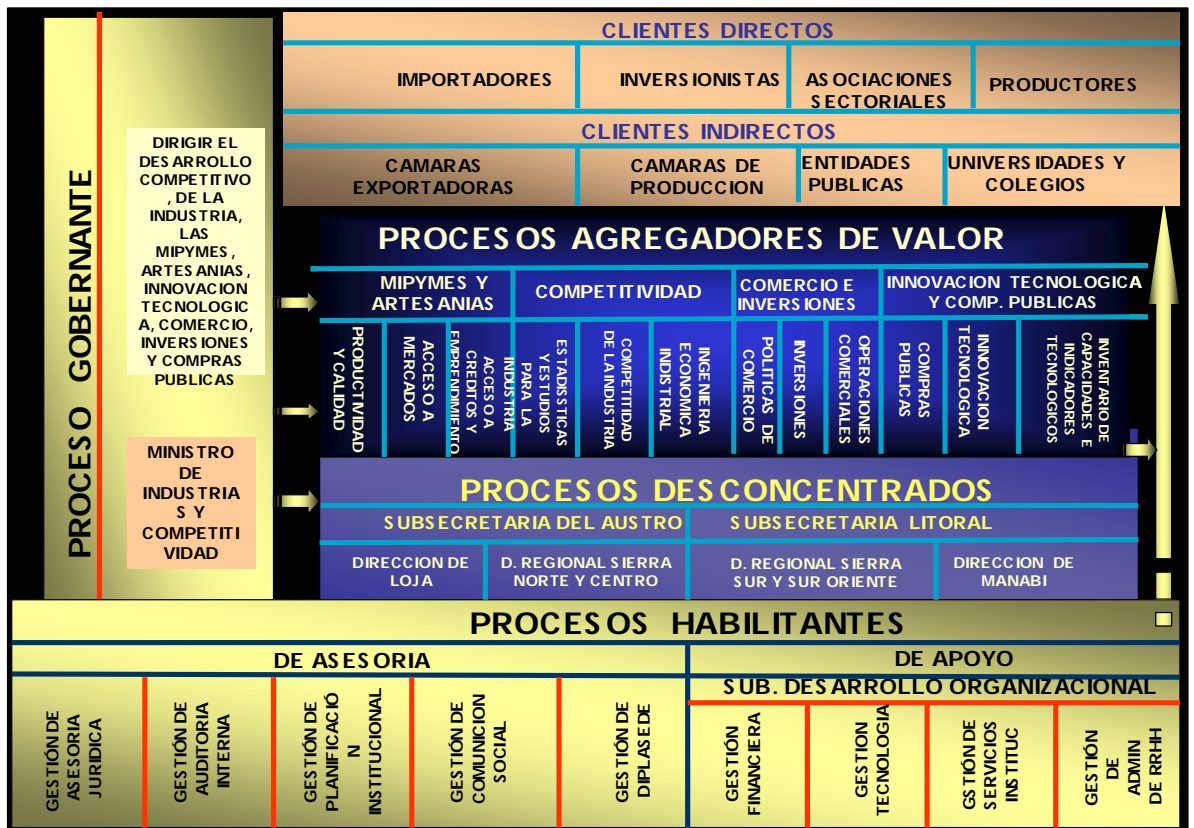 PROCESO GOBERNANTE
DIRIGIR EL
DESARROLLO
COMPETITIVO
, DE LA
INDUSTRIA,
LAS
MIPYMES,
ARTESANIAS,
INNOVACION
TECNOLOGIC
A, COMERCIO,
INVERSIONES
Y COMPRAS
PUBLICAS
MINISTRO
DE
INDUSTRIA
S Y
COMPETITI
VIDAD
CLIENTES DIRECTOS
IMPORTADORES
INVERSIONISTAS
ASOCIACIONES
SECTORIALES
PRODUCTORES
CLIENTES INDIRECTOS
CAMARAS
EXPORTADORAS
CAMARAS DE
PRODUCCION
ENTIDADES
PUBLICAS
UNIVERSIDADES Y
COLEGIOS
PROCESOS AGREGADORES DE VALOR
MIPYMES Y
ARTESANIAS
COMPETITIVIDAD
COMERCIO E
INVERSIONES
INNOVACION TECNOLOGICA
Y COMP. PUBLICAS
PRODUCTIVIDAD
Y CALIDAD
ACCESO A
MERCADOS
ACCESO A
CREDITOS Y
EMPRENDIMIENTO
ESTADISSTICAS
Y ESTUDIOS
PARA LA
INDUSTRIA
COMPETITIDAD
DE LA INDUSTRIA
INGENIERIA
ECONOMICA
INDISTRIAL
POLITICAS DE
COMERCIO
INVERSIONES
OPERACIONES
COMERCIALES
COMPRAS
PUBLICAS
INNOVACION
TECNOLOGICA
INVENTARIO DE
CAPACIDADES E
INDICADORES
TECNOLOGICOS
PROCESOS DESCONCENTRADOS
SUBSECRETARIA DEL AUSTRO
SUBSECRETARIA LITORAL
DIRECCION DE
LOJA
D. REGIONAL SIERRA
NORTE Y CENTRO
D. REGIONAL SIERRA
SUR Y SUR ORIENTE
DIRECCION DE
MANABI
PROCESOS HABILITANTES
DE ASESORIA
DE APOYO
SUB. DESARROLLO ORGANIZACIONAL
GESTIÓN DE
ASESORIA
JURIDICA
GESTIÓN DE
AUDITORIA
INTERNA
GESTIÓN DE
PLANIFICACIÓ
N
INSTITUCIONAL
GESTIÓN DE
COMUNICION
SOCIAL
GESTIÓN DE
DIPLASEDE
GESTIÓN
FINANCIERA
GESTION
TECNOLOGIA
GSTIÓN DE
SERVICIOS
INSTITUC
GESTIÓN
DE
ADMIN
DE RRHH